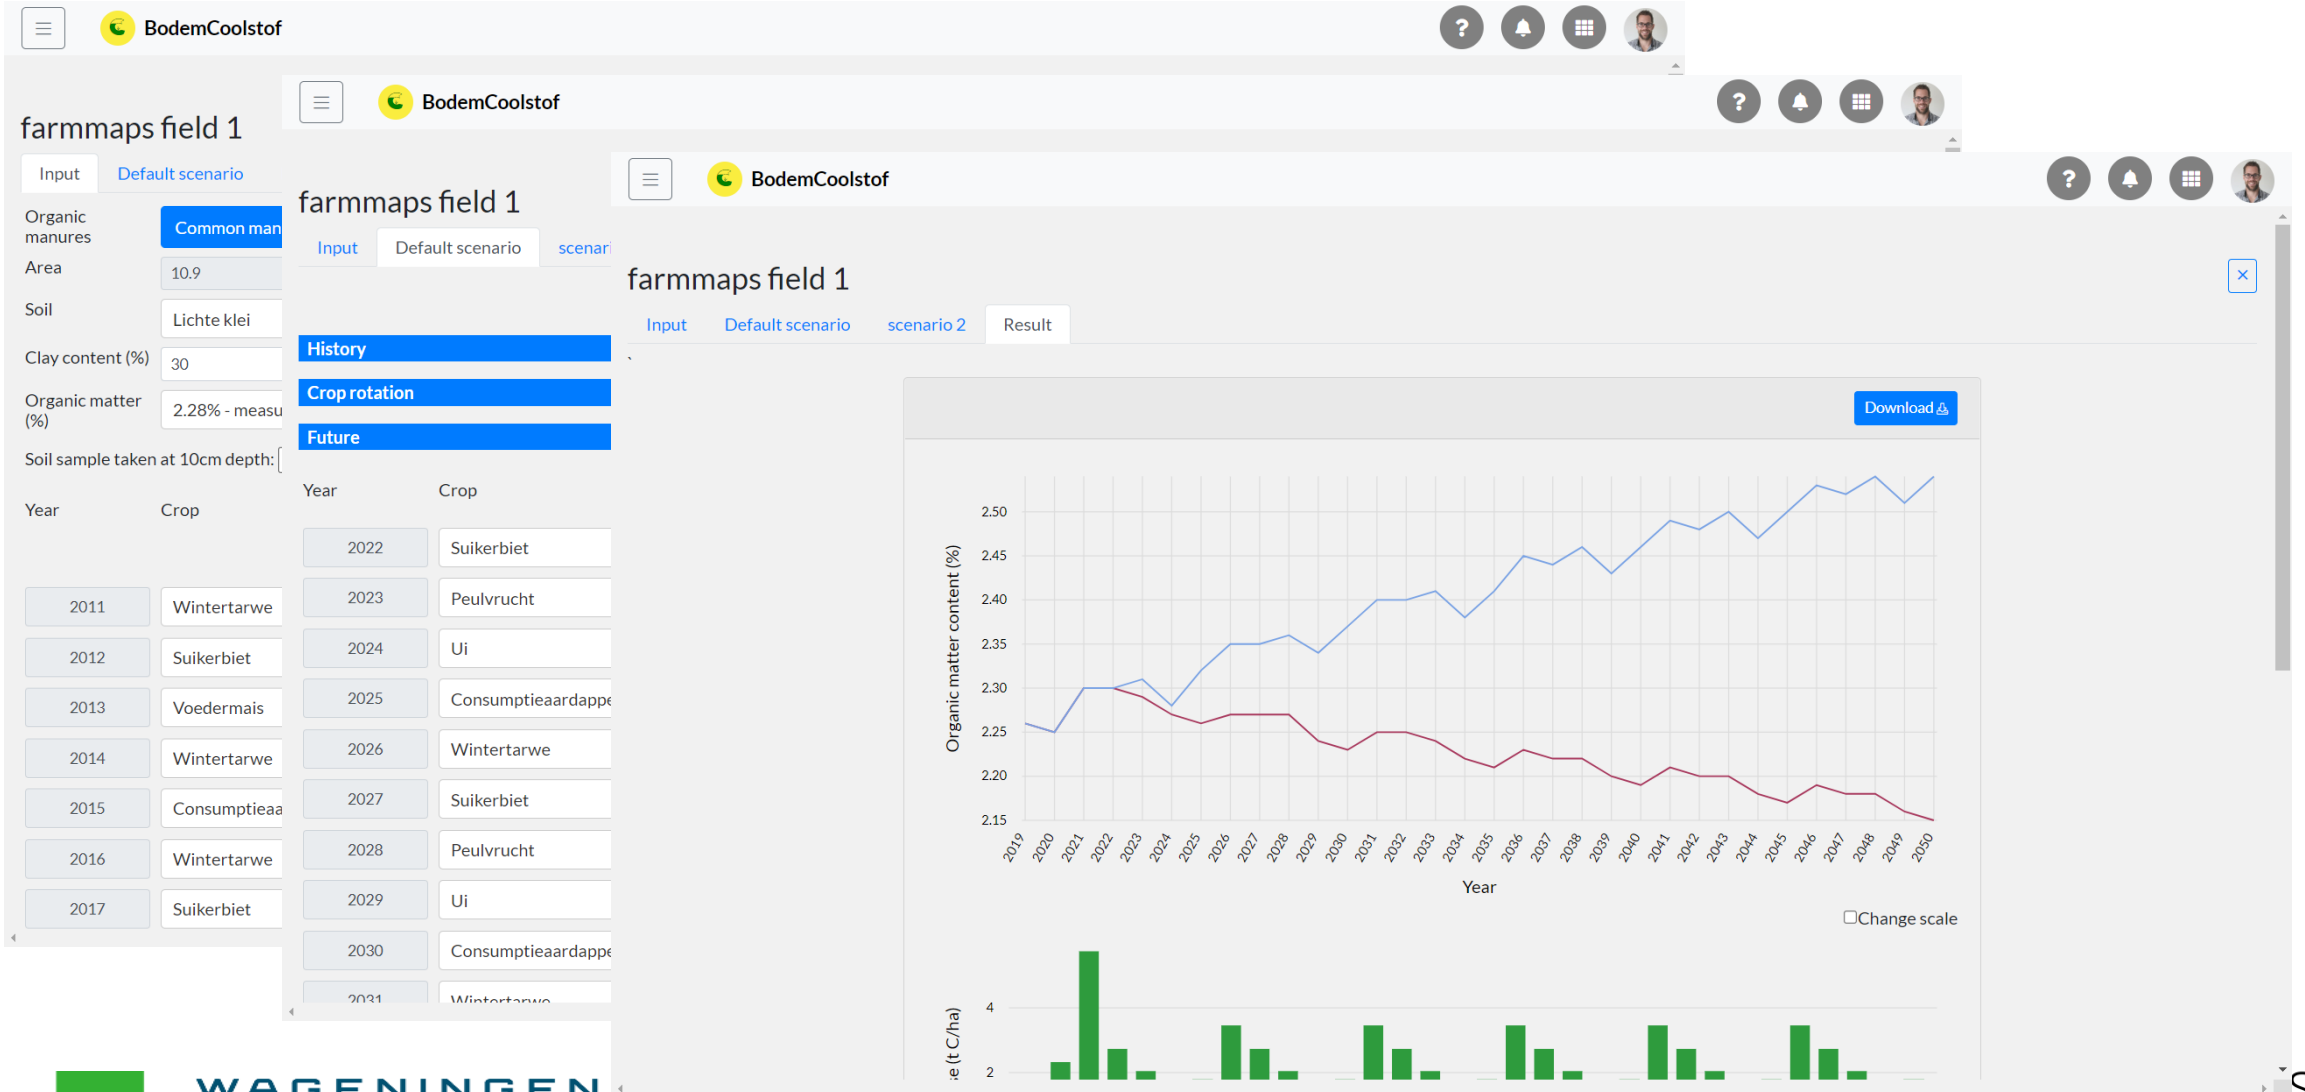 BodemCoolstof
?
farmmaps field 1
Input Default scenario
Organic manures Common man
Area 10.9
Soil Lichte klei
Clay content (%) 30
Organic matter (%) 2.28% - measu
Soil sample taken at 10cm depth:
Year Crop
2011 Wintertarwe
2012 Suikerbiet
2013 Voedermais
2014 Wintertarwe
2015 Consumptieaa
2016 Wintertarwe
2017 Suikerbiet
BodemCoolstof
?
farmmaps field 1
Input Default scenario scenari
History
Crop rotation
Future
Year Crop
2022 Suikerbiet
2023 Peulvrucht
2024 Ui
2025 Consumptieaardappe
2026 Wintertarwe
2027 Suikerbiet
2028 Peulvrucht
2029 Ui
2030 Consumptieaardappe
2031 Wintertarwe
BodemCoolstof
?
farmmaps field 1
×
Input Default scenario scenario 2 Result
`
Download
Organic matter content (%)
2.50
2.45
2.40
2.35
2.30
2.25
2.20
2.15
2019 2020 2021 2022 2023 2024 2025 2026 2027 2028 2029 2030 2031 2032 2033 2034 2035 2036 2037 2038 2039 2040 2041 2042 2043 2044 2045 2046 2047 2048 2049 2050
Year
Change scale
se (t C/ha)
4
2
WAGENINGEN